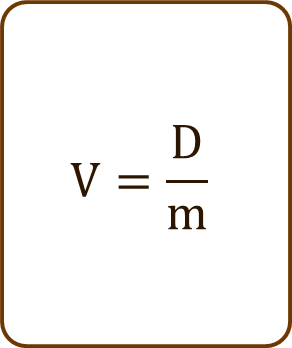 V = D/m